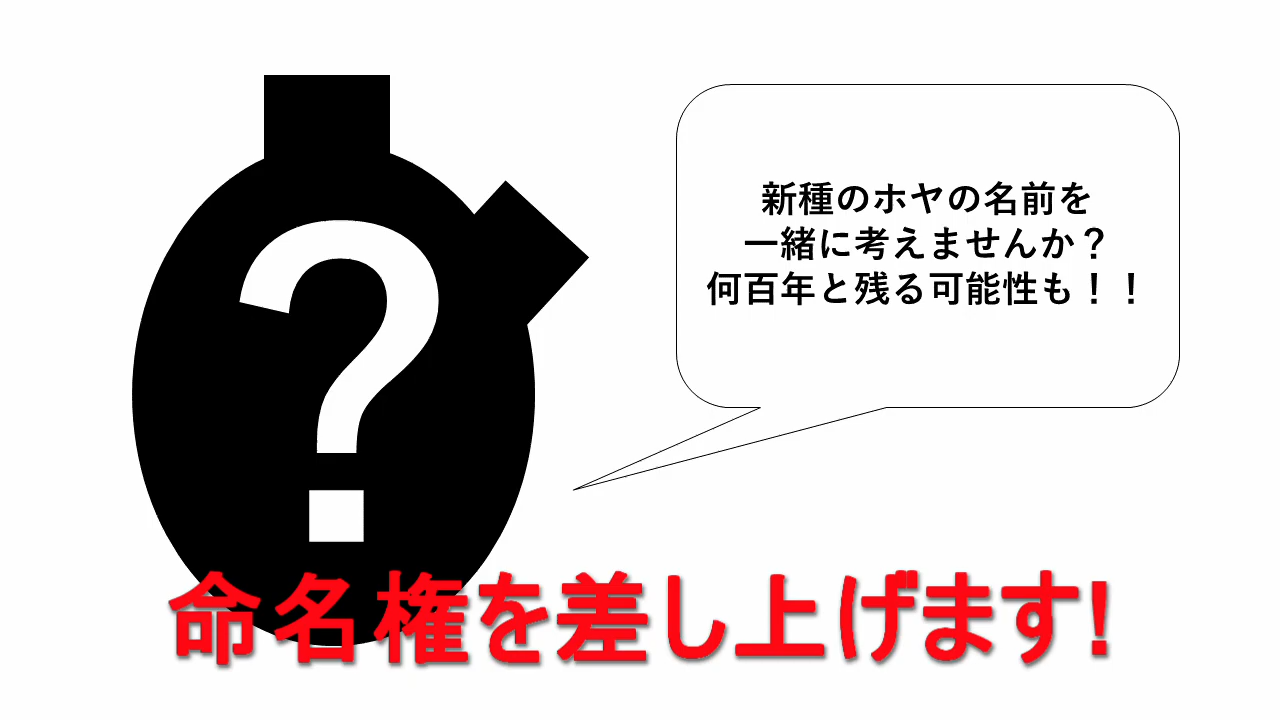 ?
新種のホヤの名前を
一緒に考えませんか？
何百年と残る可能性も！！
命名権を差し上げます!